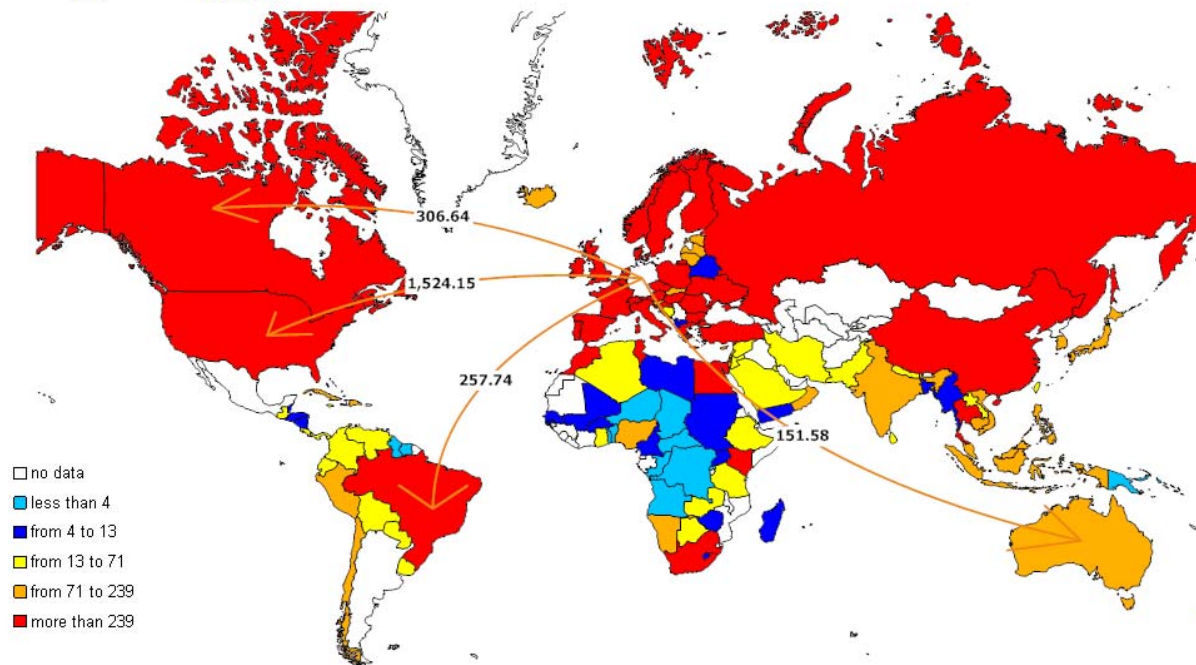 306.64
1,524.15
257.74
151.58
no data
less than 4
from 4 to 13
from 13 to 71
from 71 to 239
more than 239